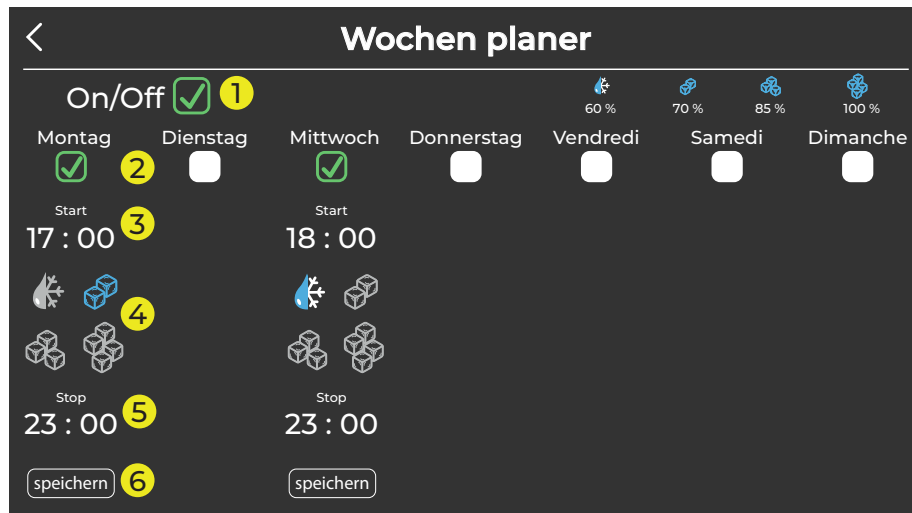 Wochen planer
On/Off 1
60 % 70 % 85 % 100 %
Montag Dienstag Mittwoch Donnerstag Vendredi Samedi Dimanche
2
Start Start
17 : 00 3 18 : 00
4
Stop Stop
23 : 00 5 23 : 00
speichern 6 speichern